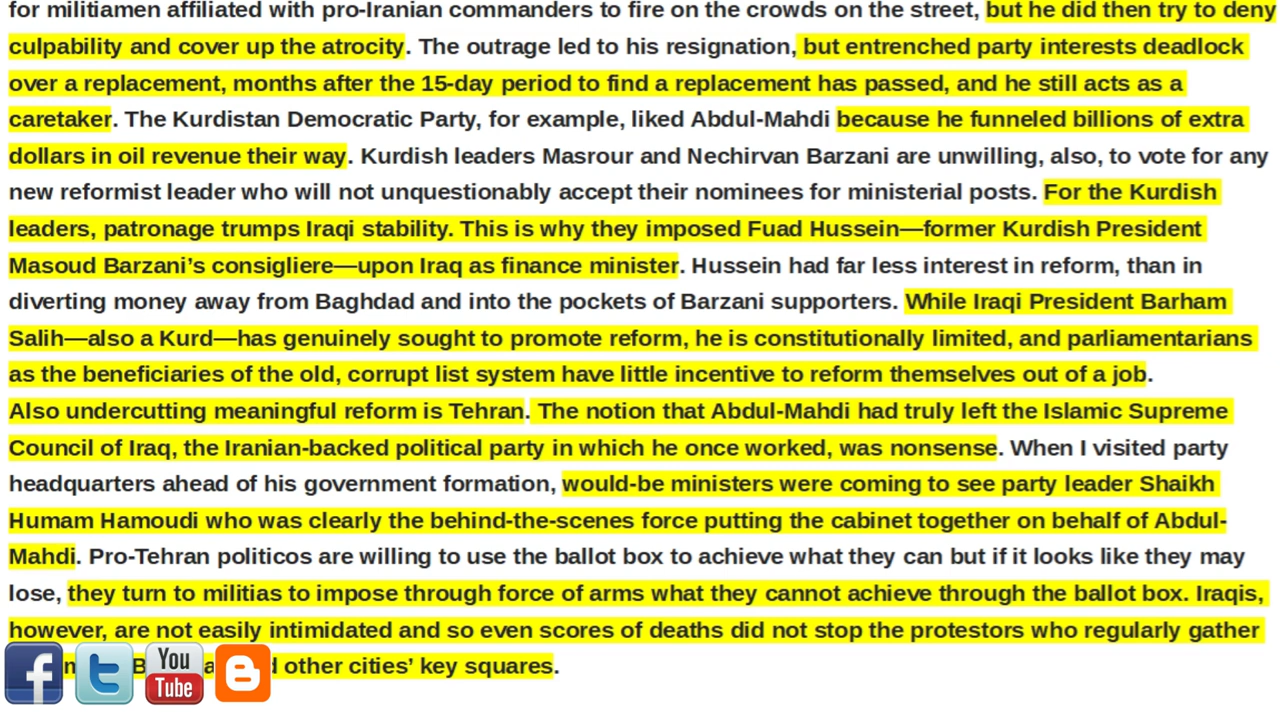 for militiamen affiliated with pro-Iranian commanders to fire on the crowds on the street, but he did then try to deny
culpability and cover up the atrocity. The outrage led to his resignation, but entrenched party interests deadlock
over a replacement, months after the 15-day period to find a replacement has passed, and he still acts as a
caretaker. The Kurdistan Democratic Party, for example, liked Abdul-Mahdi because he funneled billions of extra
dollars in oil revenue their way. Kurdish leaders Masrour and Nechirvan Barzani are unwilling, also, to vote for any
new reformist leader who will not unquestionably accept their nominees for ministerial posts. For the Kurdish
leaders, patronage trumps Iraqi stability. This is why they imposed Fuad Hussein—former Kurdish President
Masoud Barzani’s consigliere—upon Iraq as finance minister. Hussein had far less interest in reform, than in
diverting money away from Baghdad and into the pockets of Barzani supporters. While Iraqi President Barham
Salih—also a Kurd—has genuinely sought to promote reform, he is constitutionally limited, and parliamentarians
as the beneficiaries of the old, corrupt list system have little incentive to reform themselves out of a job.
Also undercutting meaningful reform is Tehran. The notion that Abdul-Mahdi had truly left the Islamic Supreme
Council of Iraq, the Iranian-backed political party in which he once worked, was nonsense. When I visited party
headquarters ahead of his government formation, would-be ministers were coming to see party leader Shaikh
Humam Hamoudi who was clearly the behind-the-scenes force putting the cabinet together on behalf of Abdul-
Mahdi. Pro-Tehran politicos are willing to use the ballot box to achieve what they can but if it looks like they may
lose, they turn to militias to impose through force of arms what they cannot achieve through the ballot box. Iraqis,
however, are not easily intimidated and so even scores of deaths did not stop the protestors who regularly gather
other cities’ key squares.
f t You Tube B